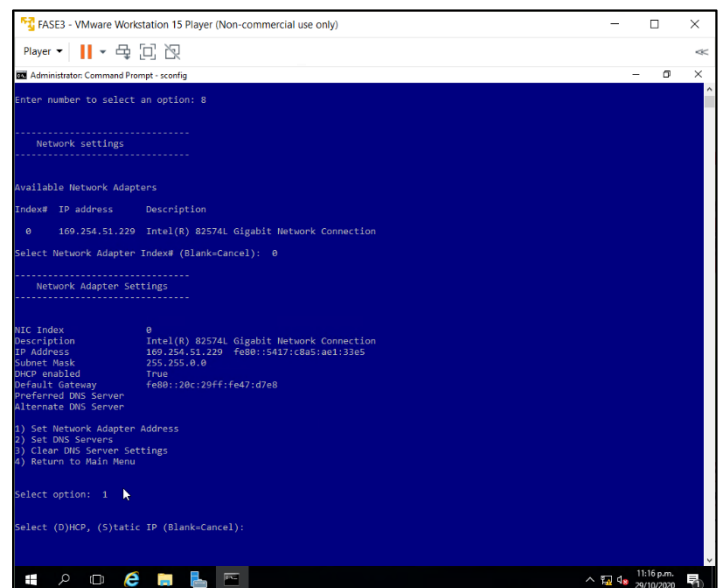 FASE3 - VMware Workstation 15 Player (Non-commercial use only)
Player
Administrator: Command Prompt - sconfig
Enter number to select an option: 8
-------------------------------
Network settings
-------------------------------
Available Network Adapters
Index# IP address Description
0 169.254.51.229 Intel(R) 82574L Gigabit Network Connection
Select Network Adapter Index# (Blank=Cancel): 0
-------------------------------
Network Adapter Settings
-------------------------------
NIC Index 0
Description Intel(R) 82574L Gigabit Network Connection
IP Address 169.254.51.229 fe80::5417:c8a5:ae1:33e5
Subnet Mask 255.255.0.0
DHCP enabled True
Default Gateway fe80::20c:29ff:fe47:d7e8
Preferred DNS Server
Alternate DNS Server
1) Set Network Adapter Address
2) Set DNS Servers
3) Clear DNS Server Settings
4) Return to Main Menu
Select option: 1
Select (D)HCP, (S)tatic IP (Blank=Cancel):
11:16 p.m.
29/10/2020